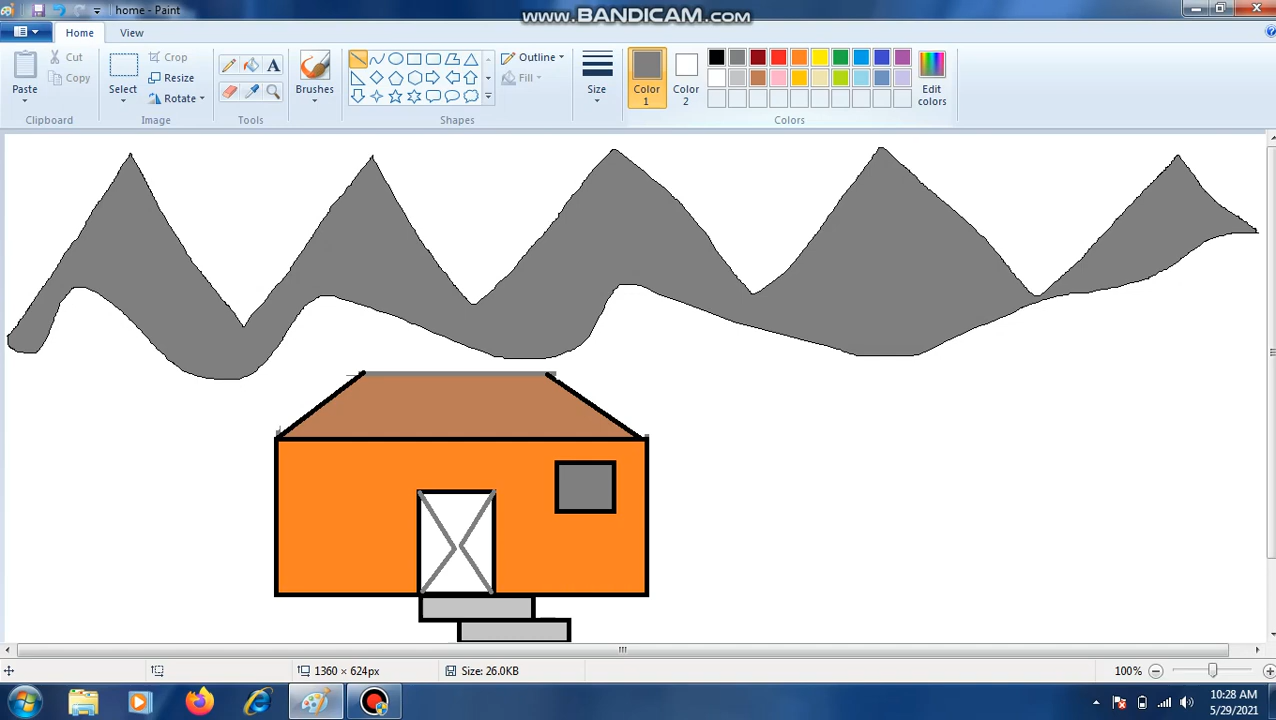 home - Paint
www.BANDICAM.com
Home
View
Paste
Cut
Copy
Clipboard
Select
Crop
Resize
Rotate
Image
A
Tools
Brushes
Outline
Fill
Shapes
Size
Color 1
Color 2
Edit colors
Colors
1360 × 624px
Size: 26.0KB
100%
10:28 AM
5/29/2021